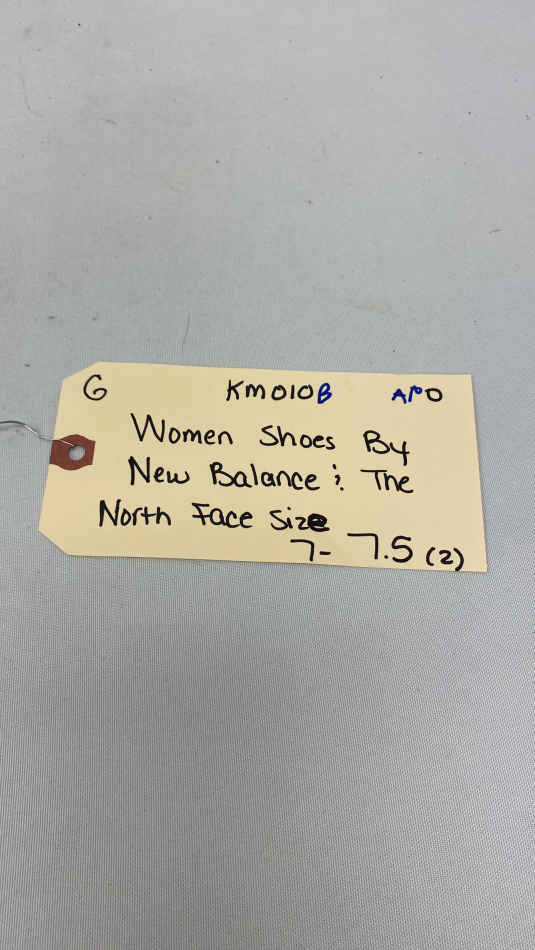 G KM010B APO
Women Shoes By
New Balance & The
North Face Size
7- 7.5 (2)